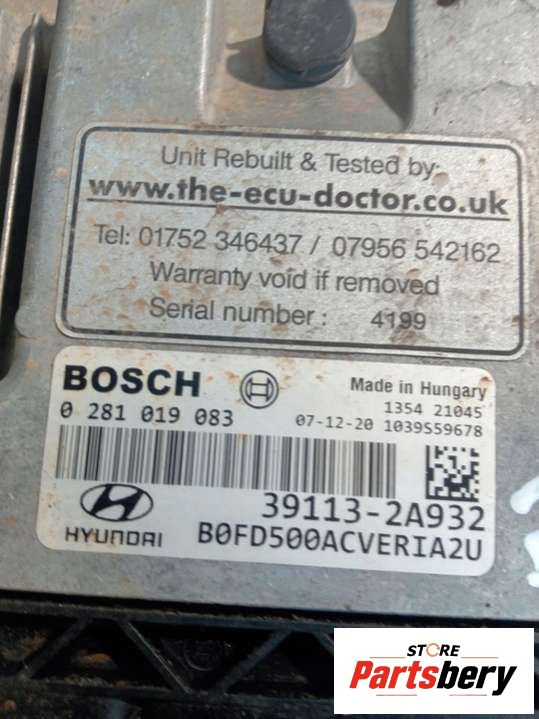 Unit Rebuilt & Tested by:
www.the-ecu-doctor.co.uk
Tel: 01752 346437 / 07956 542162
Warranty void if removed
Serial number : 4199
BOSCH
Made in Hungary
0 281 019 083
1354 21045
07-12-20 1039S59678
39113-2A932
HYUNDAI
B0FD500ACVERIA2U
STORE
Partsbery